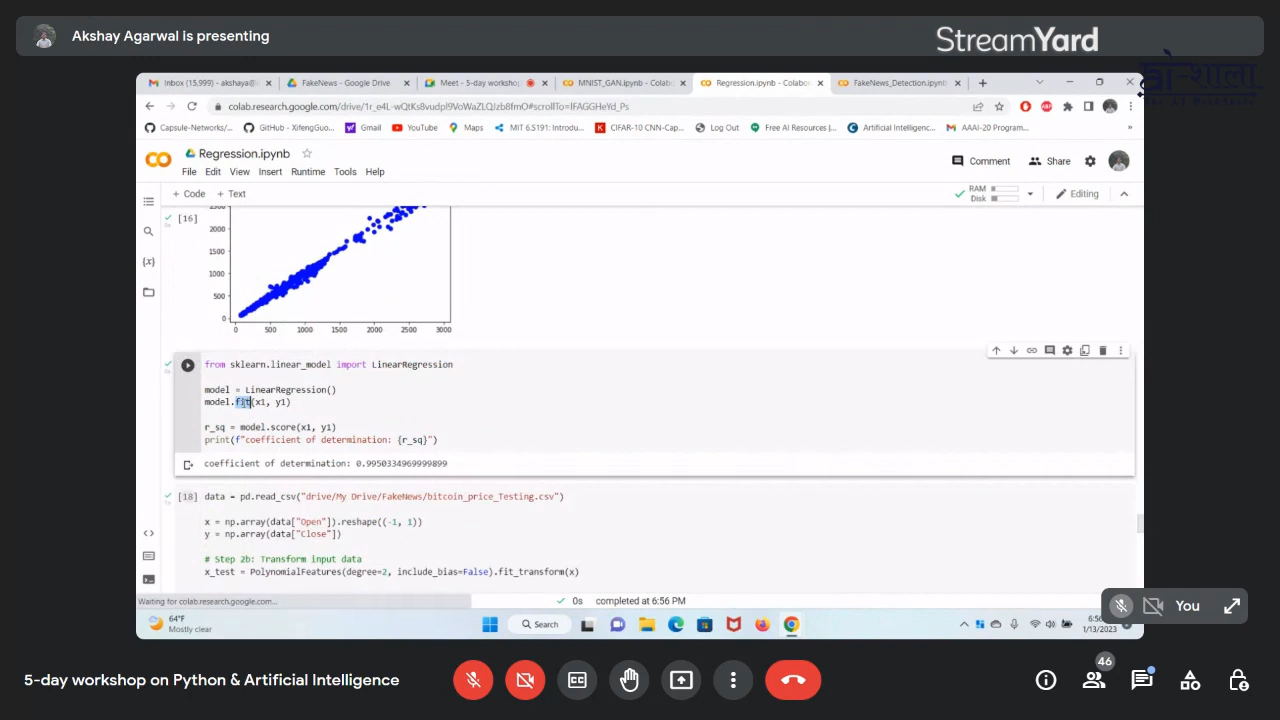 Akshay Agarwal is presenting
StreamYard
ai-शाला
Inbox (15,999) - akshaya@
FakeNews - Google Drive
Meet - 5-day workshop
MNIST_GAN.ipynb - Colabo
Regression.ipynb - Colabor
FakeNews_Detection.ipynb
colab.research.google.com/drive/1r_e4L-wQtKs8vudpl9VoWaZLQJzb8fmO#scrollTo=lFAGGHeYd_Ps
Capsule-Networks/
GitHub - XifengGuo...
Gmail
YouTube
Maps
MIT 6.S191: Introdu...
CIFAR-10 CNN-Cap...
Log Out
Free AI Resources |...
Artificial Intelligenc...
AAAI-20 Program...
»
Regression.ipynb
Comment
Share
File Edit View Insert Runtime Tools Help
+ Code + Text
RAM
Disk
Editing
[16]
2500
2000
1500
1000
500
0
0 500 1000 1500 2000 2500 3000
from sklearn.linear_model import LinearRegression
model = LinearRegression()
model.fit(x1, y1)
r_sq = model.score(x1, y1)
print(f"coefficient of determination: {r_sq}")
coefficient of determination: 0.9950334969999899
[18] data = pd.read_csv("drive/My Drive/FakeNews/bitcoin_price_Testing.csv")
x = np.array(data["Open"]).reshape((-1, 1))
y = np.array(data["Close"])
# Step 2b: Transform input data
x_test = PolynomialFeatures(degree=2, include_bias=False).fit_transform(x)
Waiting for colab.research.google.com...
0s completed at 6:56 PM
You
64°F
Mostly clear
Search
6:56
1/13/2023
5-day workshop on Python & Artificial Intelligence
46